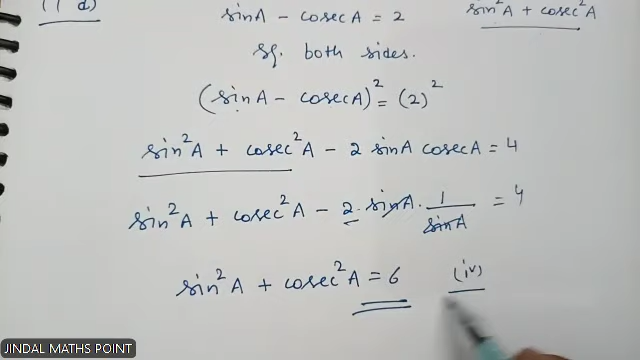 sinA - cosecA = 2
sin²A + cosec²A
sq. both sides.
(sinA - cosecA)² = (2)²
sin²A + cosec²A - 2 sinA cosecA = 4
sin²A + cosec²A - 2 · sinA · 1/sinA = 4
sin²A + cosec²A = 6 (iv)
JINDAL MATHS POINT